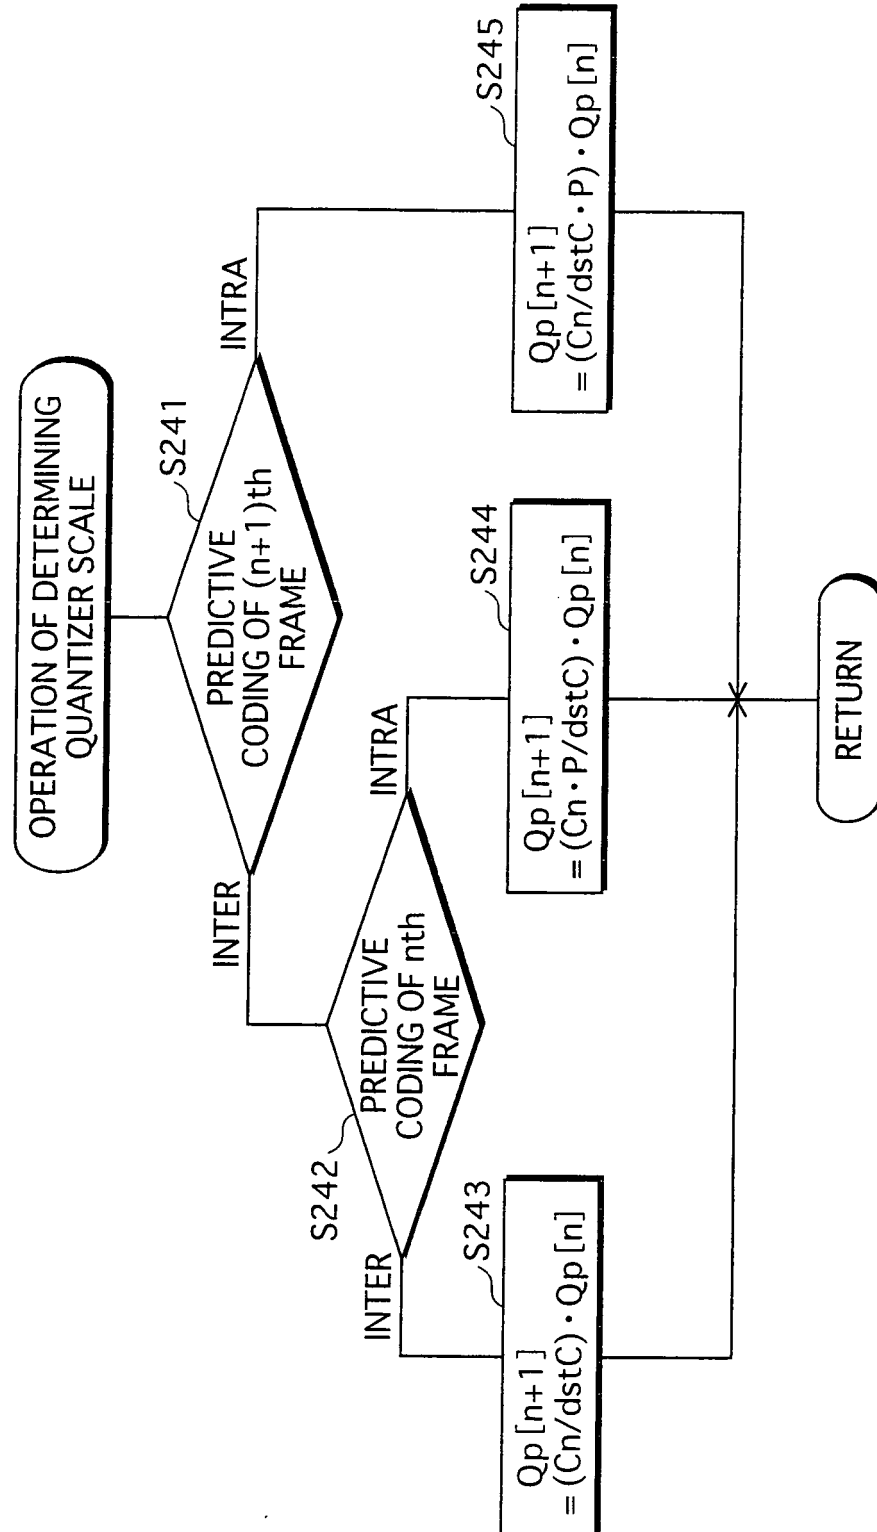 OPERATION OF DETERMINING
QUANTIZER SCALE
S241
PREDICTIVE
CODING OF (n+1)th
FRAME
INTER
INTRA
S242
PREDICTIVE
CODING OF nth
FRAME
INTER
INTRA
S243
Qp[n+1]
=(Cn/dstC)·Qp[n]
S244
Qp[n+1]
=(Cn·P/dstC)·Qp[n]
S245
Qp[n+1]
=(Cn/dstC·P)·Qp[n]
RETURN